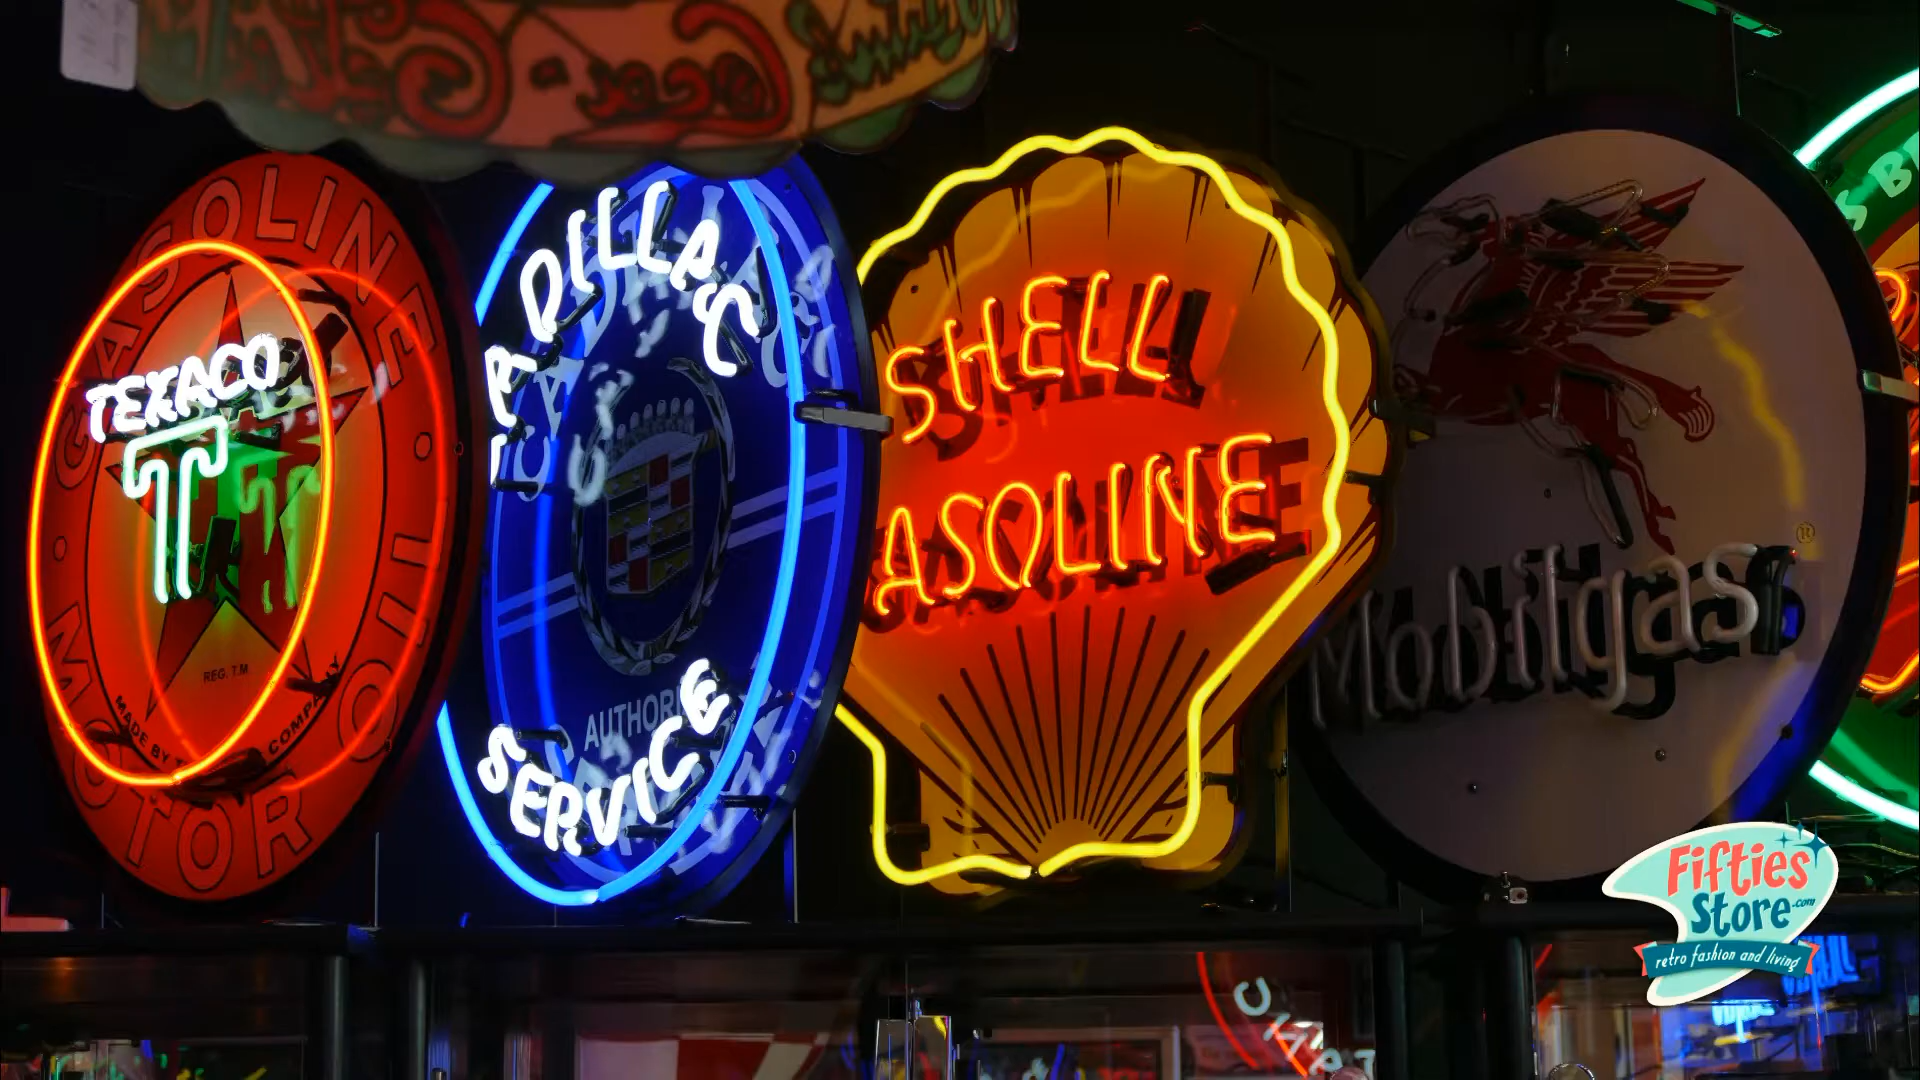 GASOLINE • MOTOR OIL •
TEXACO
T
REG. T.M.
MADE BY
COMPANY
CADILLAC
AUTHORI
SERVICE
SHELL
GASOLINE
Mobilgas
®
Fifties
Store.com
retro fashion and living